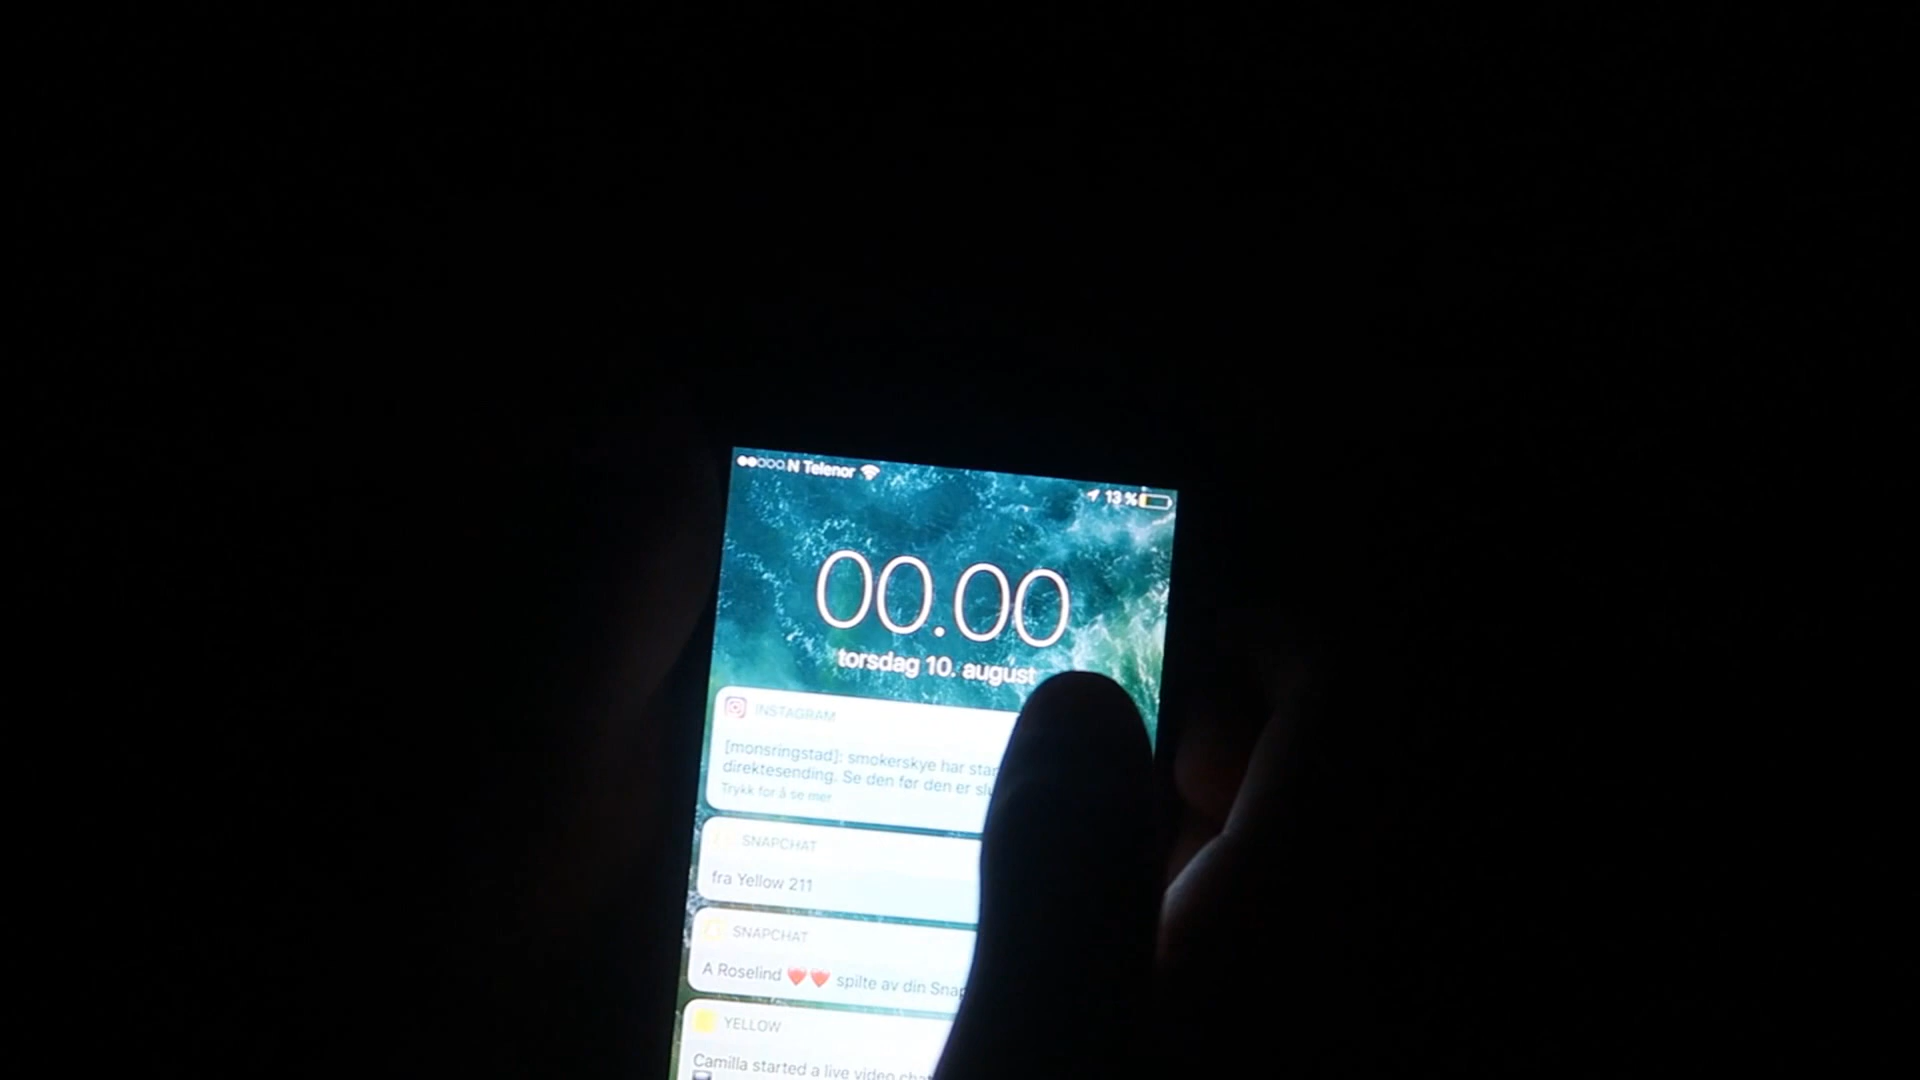 N Telenor
13 %
00.00
torsdag 10. august
INSTAGRAM
[monsringstad]: smokerskye har
direktesending. Se den før den er
Trykk for å se mer
SNAPCHAT
fra Yellow 211
SNAPCHAT
A Roselind ❤️❤️ spilte av din
YELLOW
Camilla started a live video